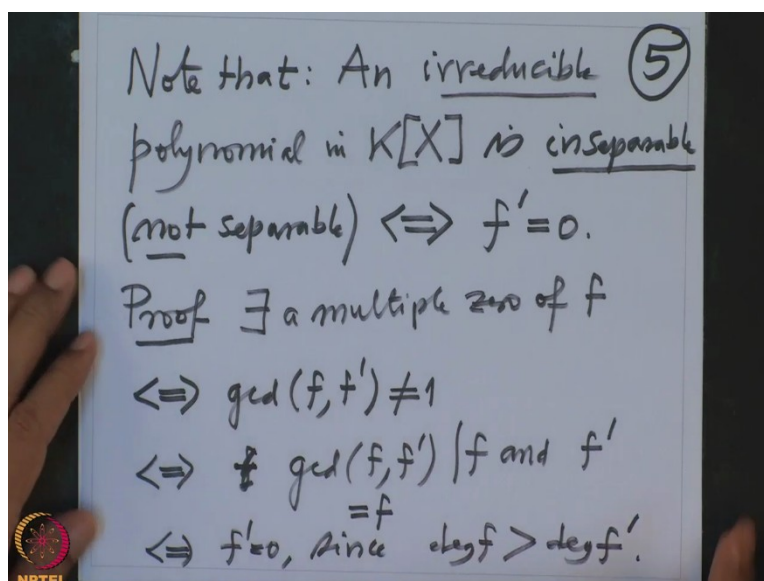 Note that: An irreducible ⑤
polynomial in K[X] is inseparable
(not separable) <=> f'=0.
Proof ∃ a multiple zero of f
<=> gcd(f,f') ≠ 1
<=> gcd(f,f') | f and f'
=f
<=> f'=0, since deg f > deg f'.
NPTEL